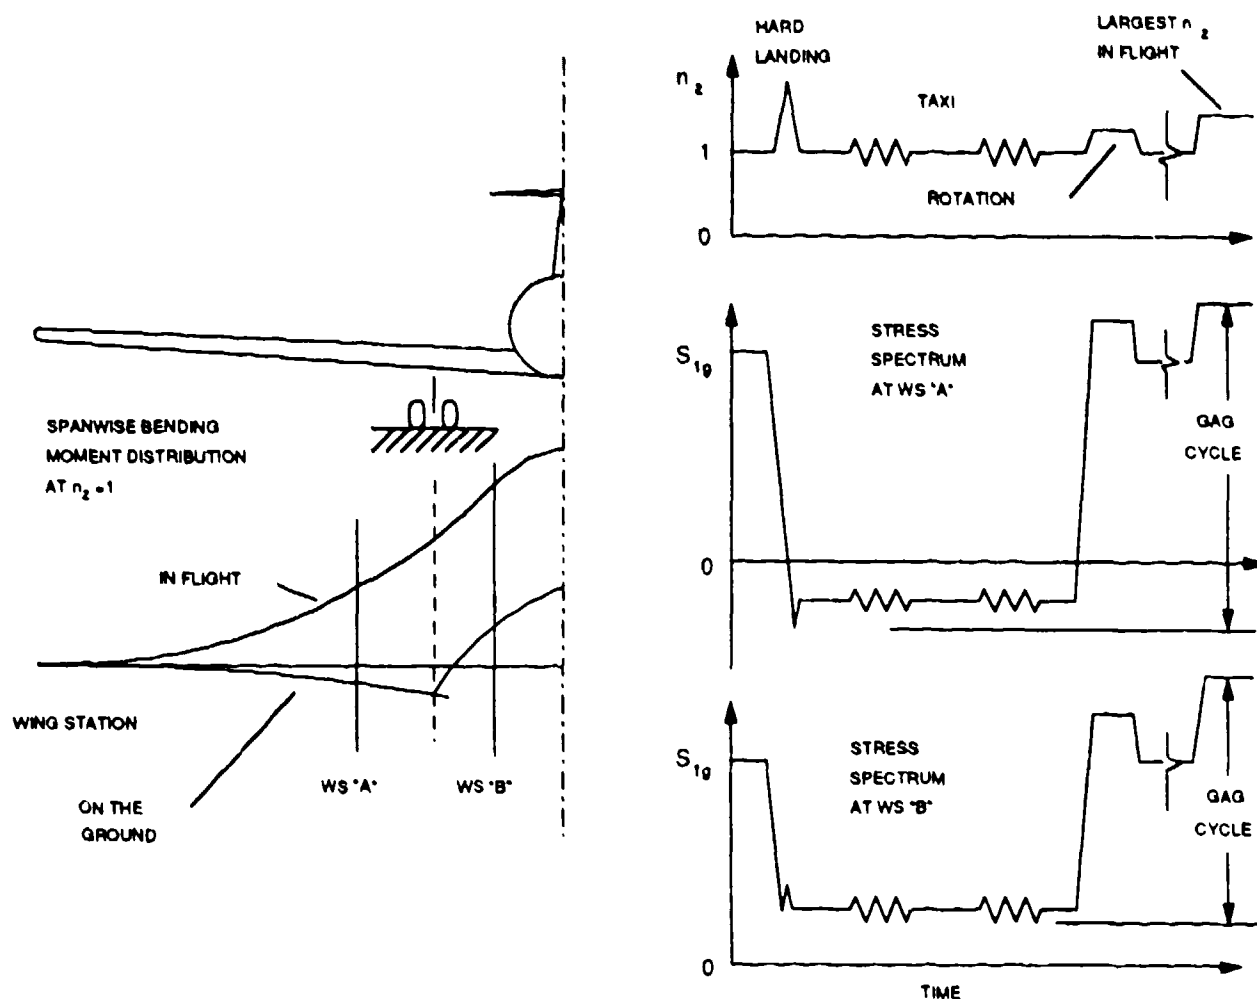 SPANWISE BENDING
MOMENT DISTRIBUTION
AT n z = 1
IN FLIGHT
WING STATION
WS "A"
WS "B"
ON THE
GROUND
HARD
LANDING
LARGEST n z
IN FLIGHT
n z
TAXI
1
ROTATION
0
S 1g
STRESS
SPECTRUM
AT WS "A"
GAG
CYCLE
0
S 1g
STRESS
SPECTRUM
AT WS "B"
GAG
CYCLE
0
TIME